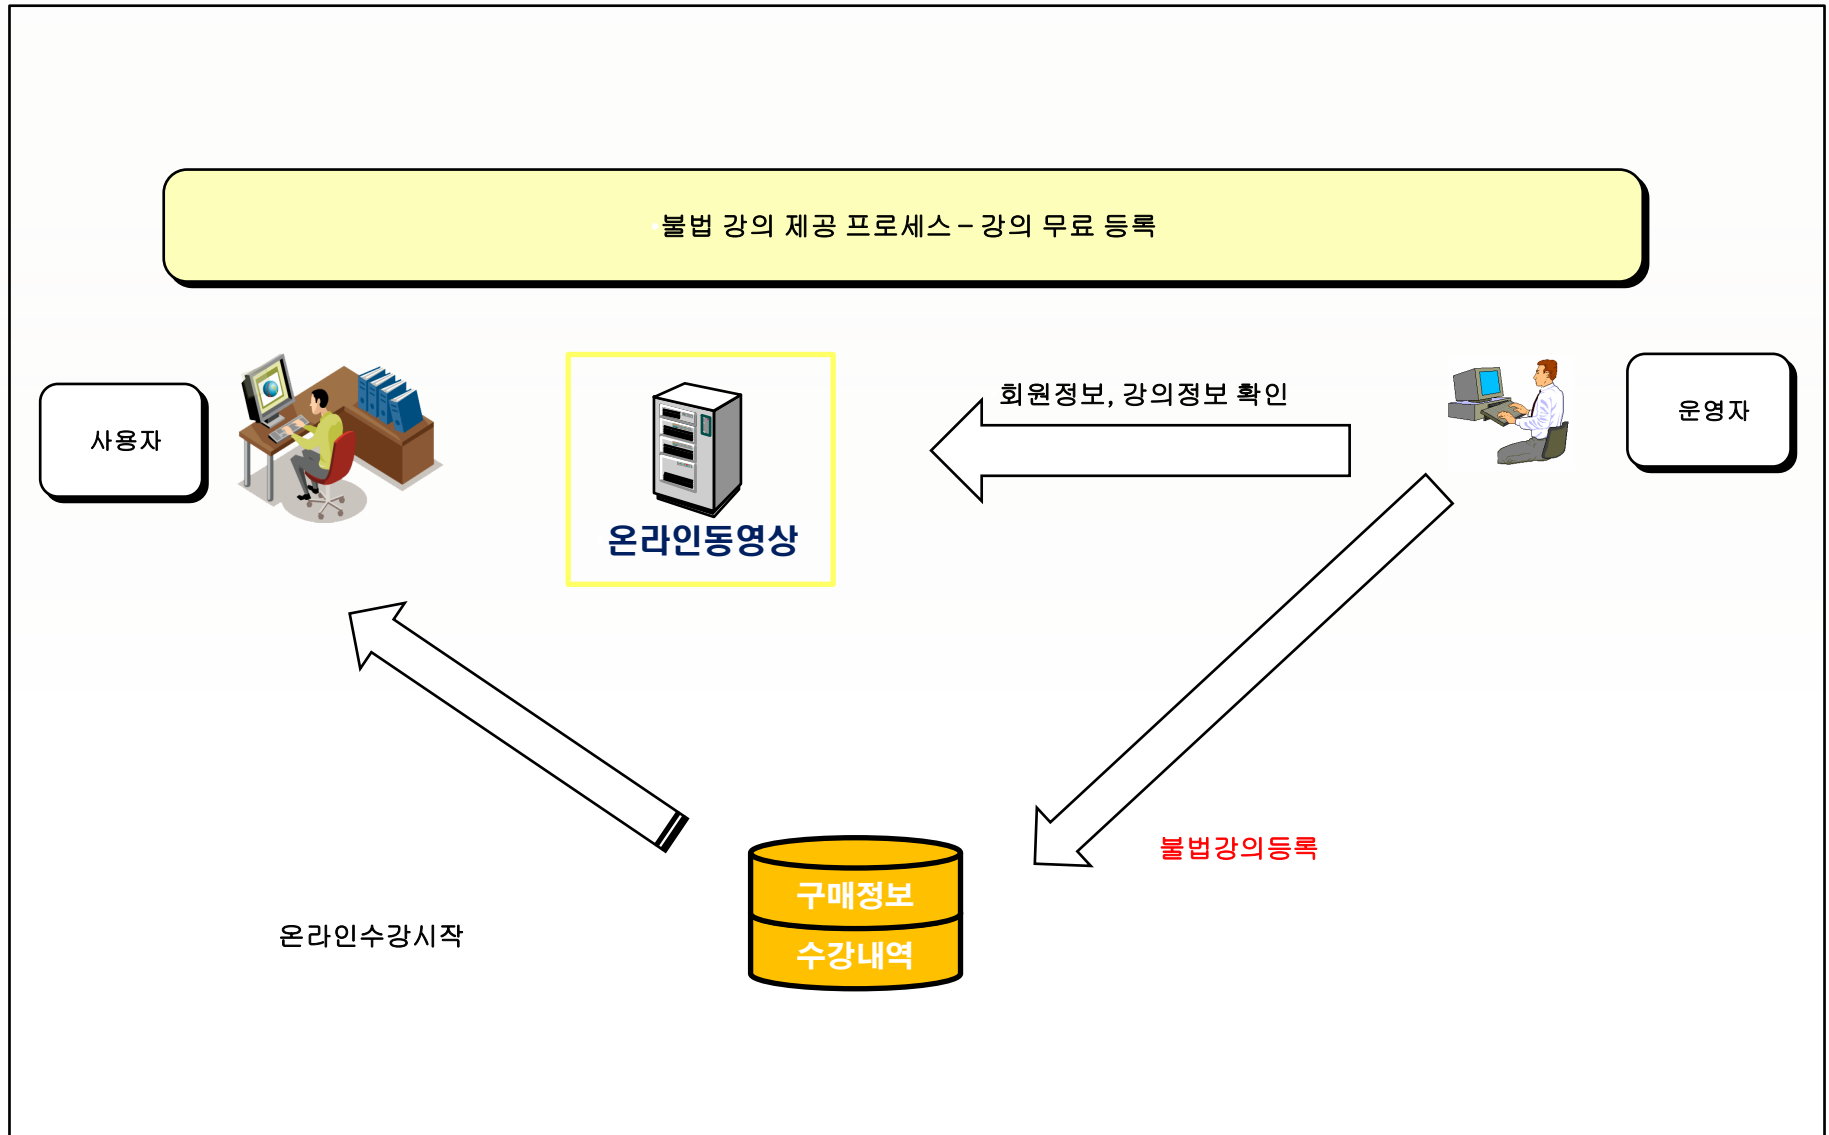 불법 강의 제공 프로세스 – 강의 무료 등록
회원정보, 강의정보 확인
운영자
사용자
온라인동영상
불법강의등록
구매정보
온라인수강시작
수강내역